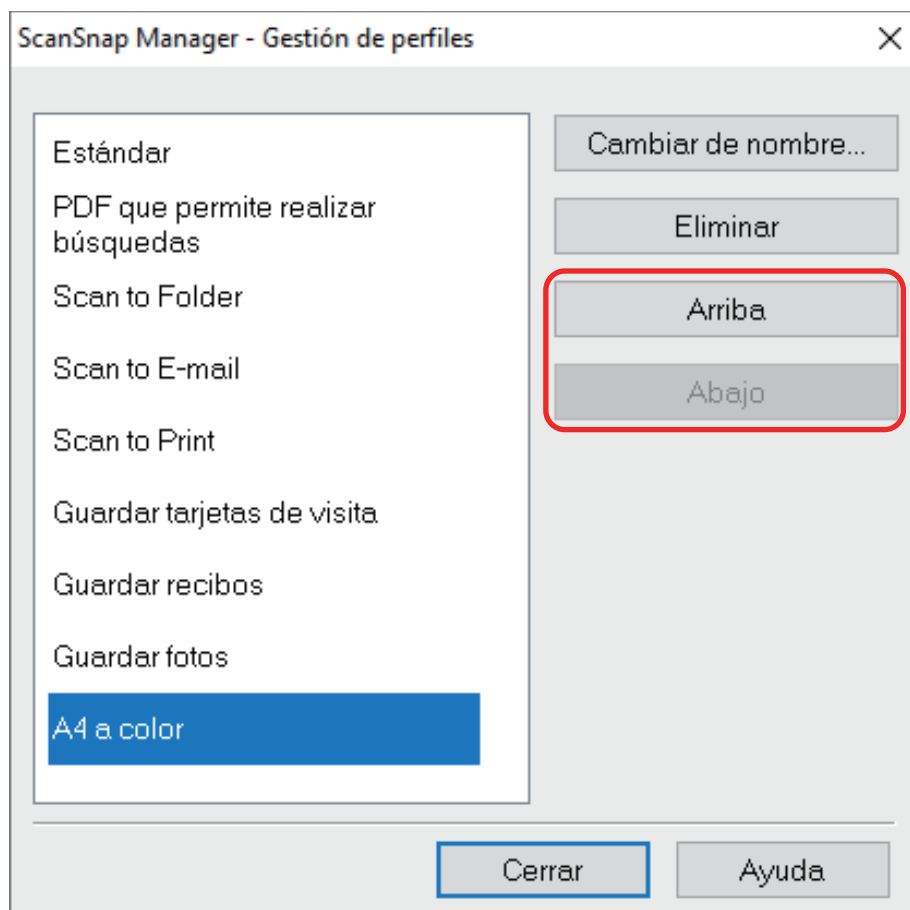 ScanSnap Manager - Gestión de perfiles
Estándar
PDF que permite realizar
búsquedas
Scan to Folder
Scan to E-mail
Scan to Print
Guardar tarjetas de visita
Guardar recibos
Guardar fotos
A4 a color
Cambiar de nombre...
Eliminar
Arriba
Abajo
Cerrar
Ayuda